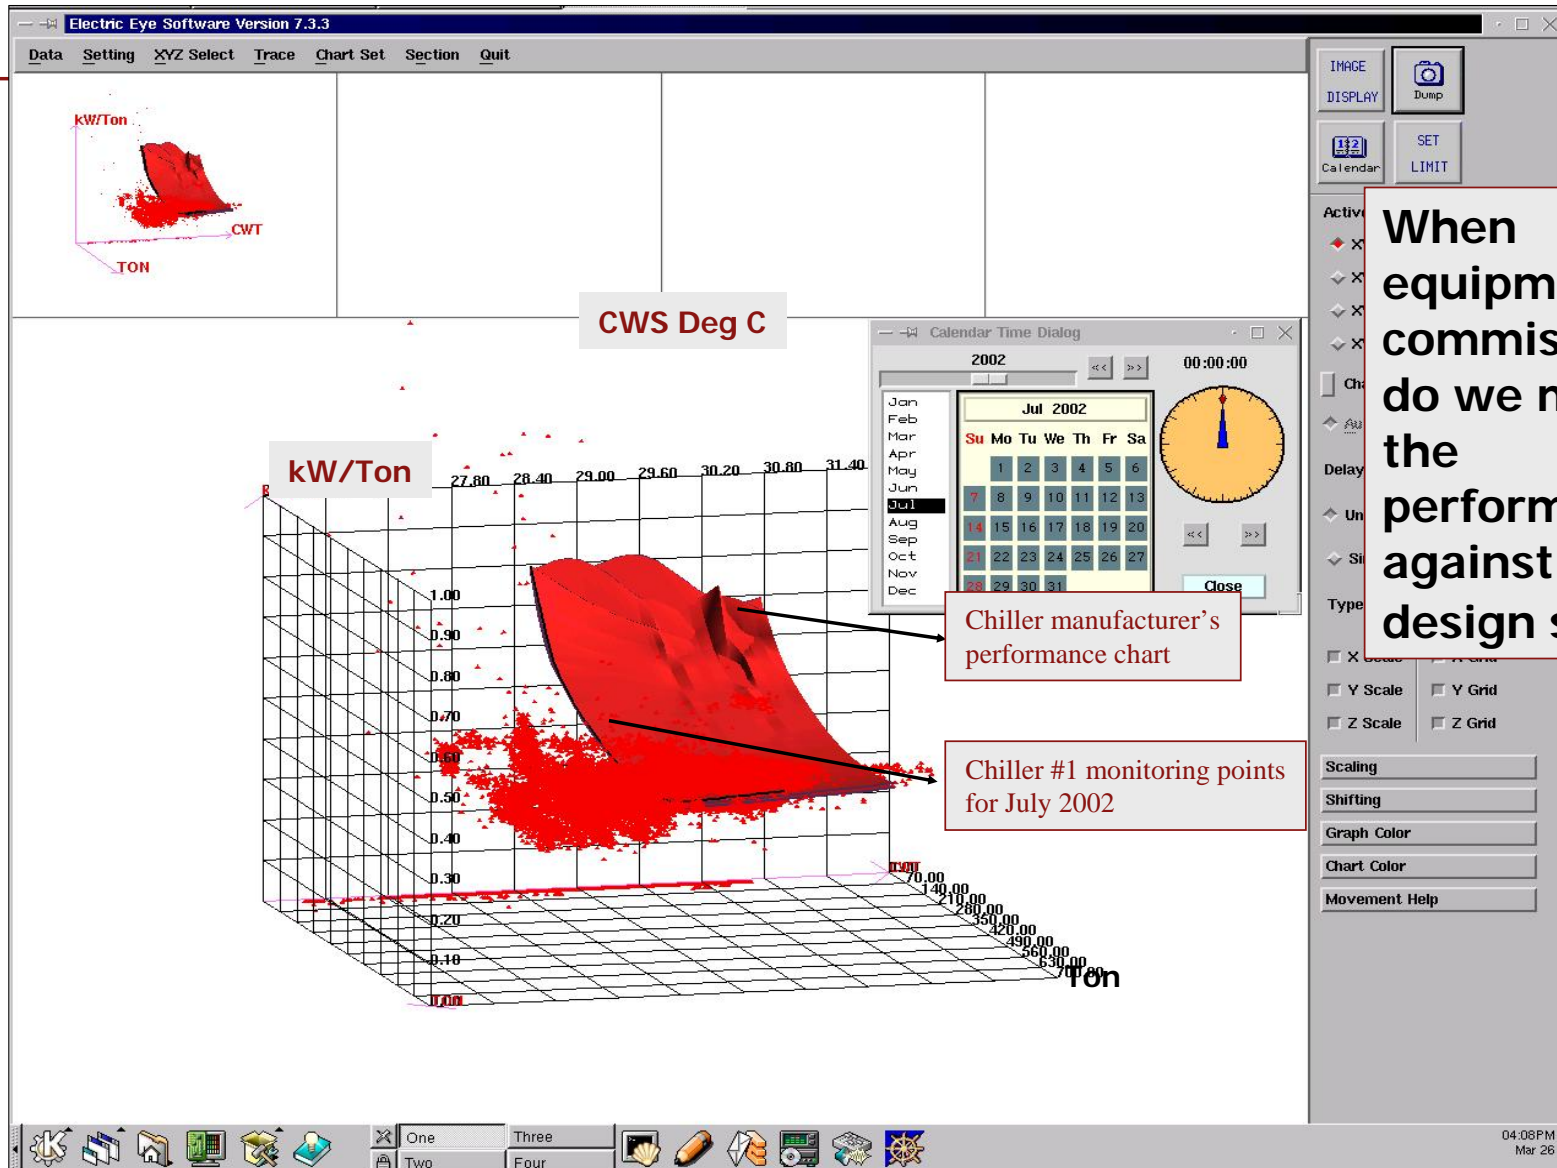 Electric Eye Software Version 7.3.3
Data Setting XYZ Select Trace Chart Set Section Quit
IMAGE
DISPLAY
Dump
Calendar
SET
LIMIT
kW/Ton
CWT
TON
CWS Deg C
kW/Ton
27.80 28.40 29.00 29.60 30.20 30.80 31.40
1.00
0.90
0.80
0.70
0.60
0.50
0.40
0.30
0.20
0.10
TON
CWT
70.00
140.00
210.00
280.00
350.00
420.00
490.00
560.00
630.00
700.00
Ton
Calendar Time Dialog
2002
<< >>
00:00:00
Jan
Feb
Mar
Apr
May
Jun
Jul
Aug
Sep
Oct
Nov
Dec
Jul 2002
Su Mo Tu We Th Fr Sa
1 2 3 4 5 6
7 8 9 10 11 12 13
14 15 16 17 18 19 20
21 22 23 24 25 26 27
28 29 30 31
<< >>
Close
Chiller manufacturer's
performance chart
Chiller #1 monitoring points
for July 2002
When
equipm
commis
do we
the
perform
against
design s
Delay
Type
Y Scale Y Grid
Z Scale Z Grid
Scaling
Shifting
Graph Color
Chart Color
Movement Help
One Three
Two Four
04:08PM
Mar 26